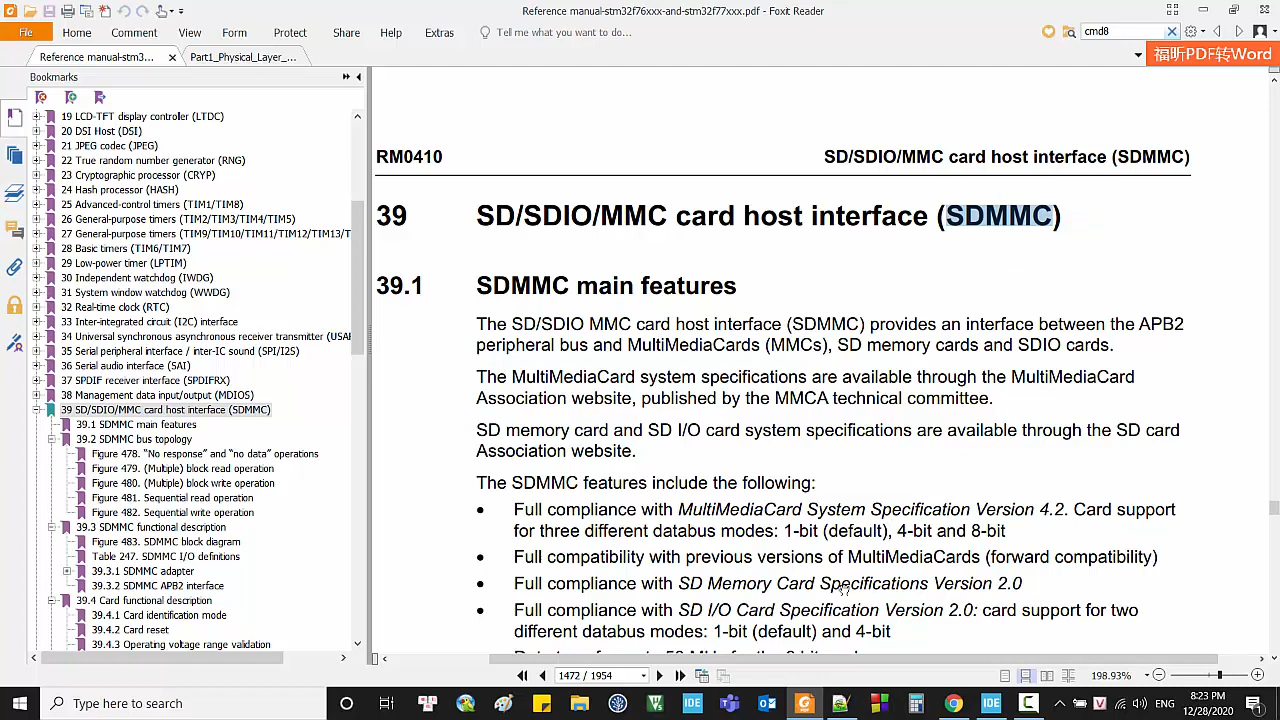 Reference manual-stm32f76xxx-and-stm32f77xxx.pdf - Foxit Reader
File Home Comment View Form Protect Share Help Extras Tell me what you want to do... cmd8
Reference manual-stm3... Part1_Physical_Layer_... 福昕PDF转Word
Bookmarks
19 LCD-TFT display controller (LTDC)
20 DSI Host (DSI)
21 JPEG codec (JPEG)
22 True random number generator (RNG)
23 Cryptographic processor (CRYP)
24 Hash processor (HASH)
25 Advanced-control timers (TIM1/TIM8)
26 General-purpose timers (TIM2/TIM3/TIM4/TIM5)
27 General-purpose timers (TIM9/TIM10/TIM11/TIM12/TIM13/T
28 Basic timers (TIM6/TIM7)
29 Low-power timer (LPTIM)
30 Independent watchdog (IWDG)
31 System window watchdog (WWDG)
32 Real-time clock (RTC)
33 Inter-integrated circuit (I2C) interface
34 Universal synchronous asynchronous receiver transmitter (USAR
35 Serial peripheral interface / inter-IC sound (SPI/I2S)
36 Serial audio interface (SAI)
37 SPDIF receiver interface (SPDIFRX)
38 Management data input/output (MDIOS)
39 SD/SDIO/MMC card host interface (SDMMC)
39.1 SDMMC main features
39.2 SDMMC bus topology
Figure 478. “No response” and “no data” operations
Figure 479. (Multiple) block read operation
Figure 480. (Multiple) block write operation
Figure 481. Sequential read operation
Figure 482. Sequential write operation
39.3 SDMMC functional description
Figure 483. SDMMC block diagram
Table 247. SDMMC I/O definitions
39.3.1 SDMMC adapter
39.3.2 SDMMC APB2 interface
39.4 Card functional description
39.4.1 Card identification mode
39.4.2 Card reset
39.4.3 Operating voltage range validation
RM0410 SD/SDIO/MMC card host interface (SDMMC)
39 SD/SDIO/MMC card host interface (SDMMC)
39.1 SDMMC main features
The SD/SDIO MMC card host interface (SDMMC) provides an interface between the APB2
peripheral bus and MultiMediaCards (MMCs), SD memory cards and SDIO cards.
The MultiMediaCard system specifications are available through the MultiMediaCard
Association website, published by the MMCA technical committee.
SD memory card and SD I/O card system specifications are available through the SD card
Association website.
The SDMMC features include the following:
• Full compliance with MultiMediaCard System Specification Version 4.2. Card support
for three different databus modes: 1-bit (default), 4-bit and 8-bit
• Full compatibility with previous versions of MultiMediaCards (forward compatibility)
• Full compliance with SD Memory Card Specifications Version 2.0
• Full compliance with SD I/O Card Specification Version 2.0: card support for two
different databus modes: 1-bit (default) and 4-bit
1472 / 1954 198.93%
Type here to search
ENG
8:23 PM
12/28/2020